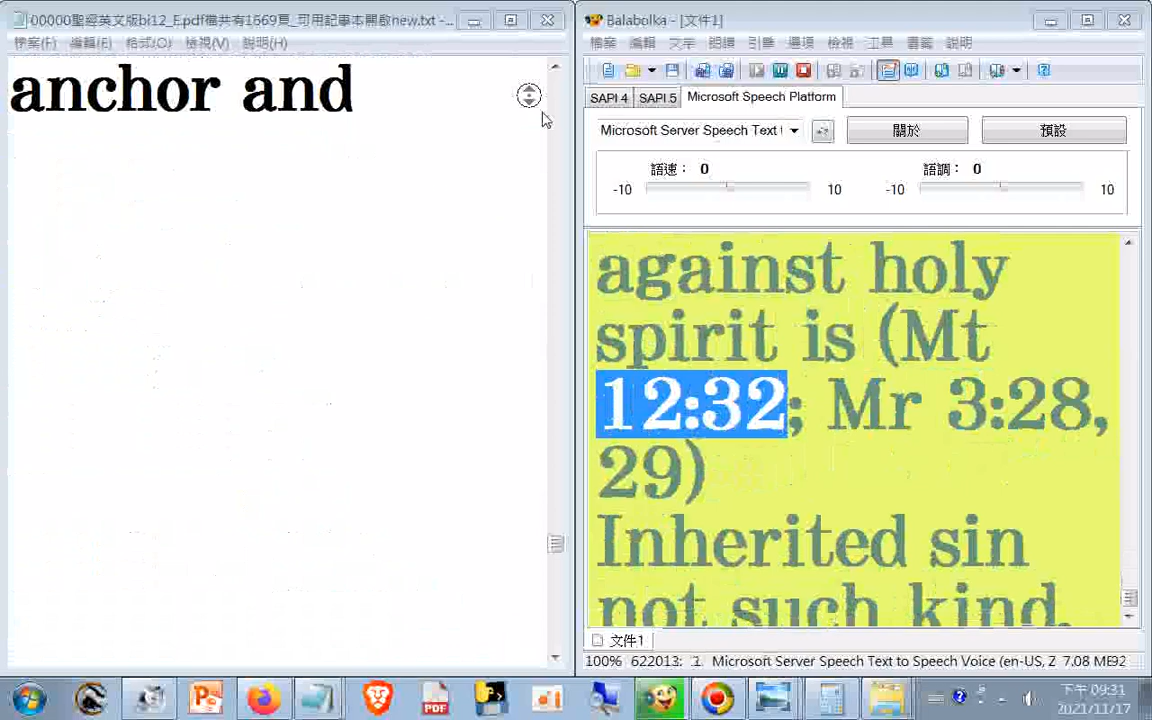 00000聖經英文版bi12_E.pdf檔共有1669頁_可用記事本開啟new.txt -...
檔案(F) 編輯(E) 格式(O) 檢視(V) 說明(H)
anchor and
Balabolka - [文件1]
檔案 編輯 文字 朗讀 引擎 選項 檢視 工具 書籤 說明
SAPI 4 SAPI 5 Microsoft Speech Platform
Microsoft Server Speech Text t
關於
預設
語速： 0
語調： 0
-10 10 -10 10
against holy
spirit is (Mt
12:32; Mr 3:28,
29)
Inherited sin
not such kind,
文件1
100% 622013: 1 Microsoft Server Speech Text to Speech Voice (en-US, Z 7.08 ME92
PDF
下午 09:31
2021/11/17